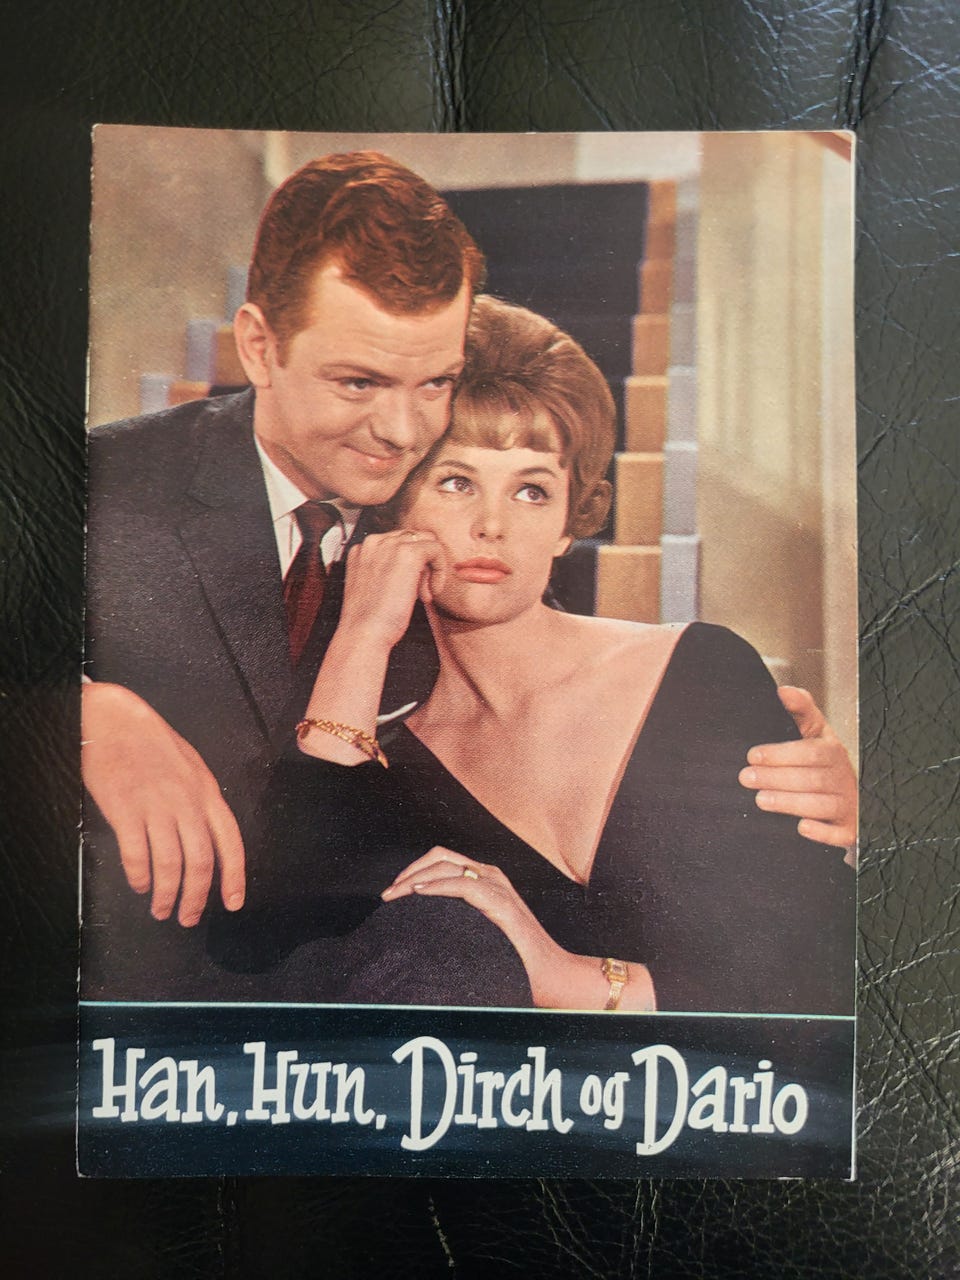 Han, Hun, Dirch og Dario